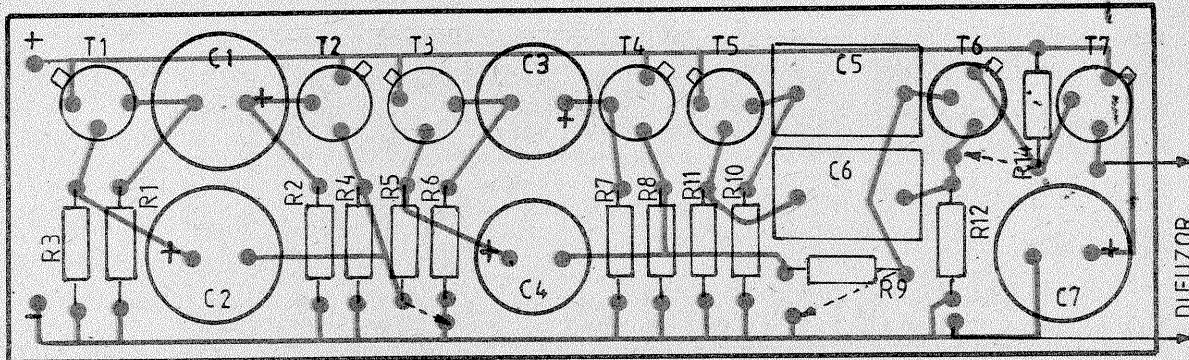 + T1 C1 T2 T3 C3 T4 T5 C5 T6 T7
+ +
C6 R14
R3 R1 R2 R4 R5 R6 R7 R8 R11 R10 R12
+ + +
C2 C4 R9 C7
-
DIFUZOR